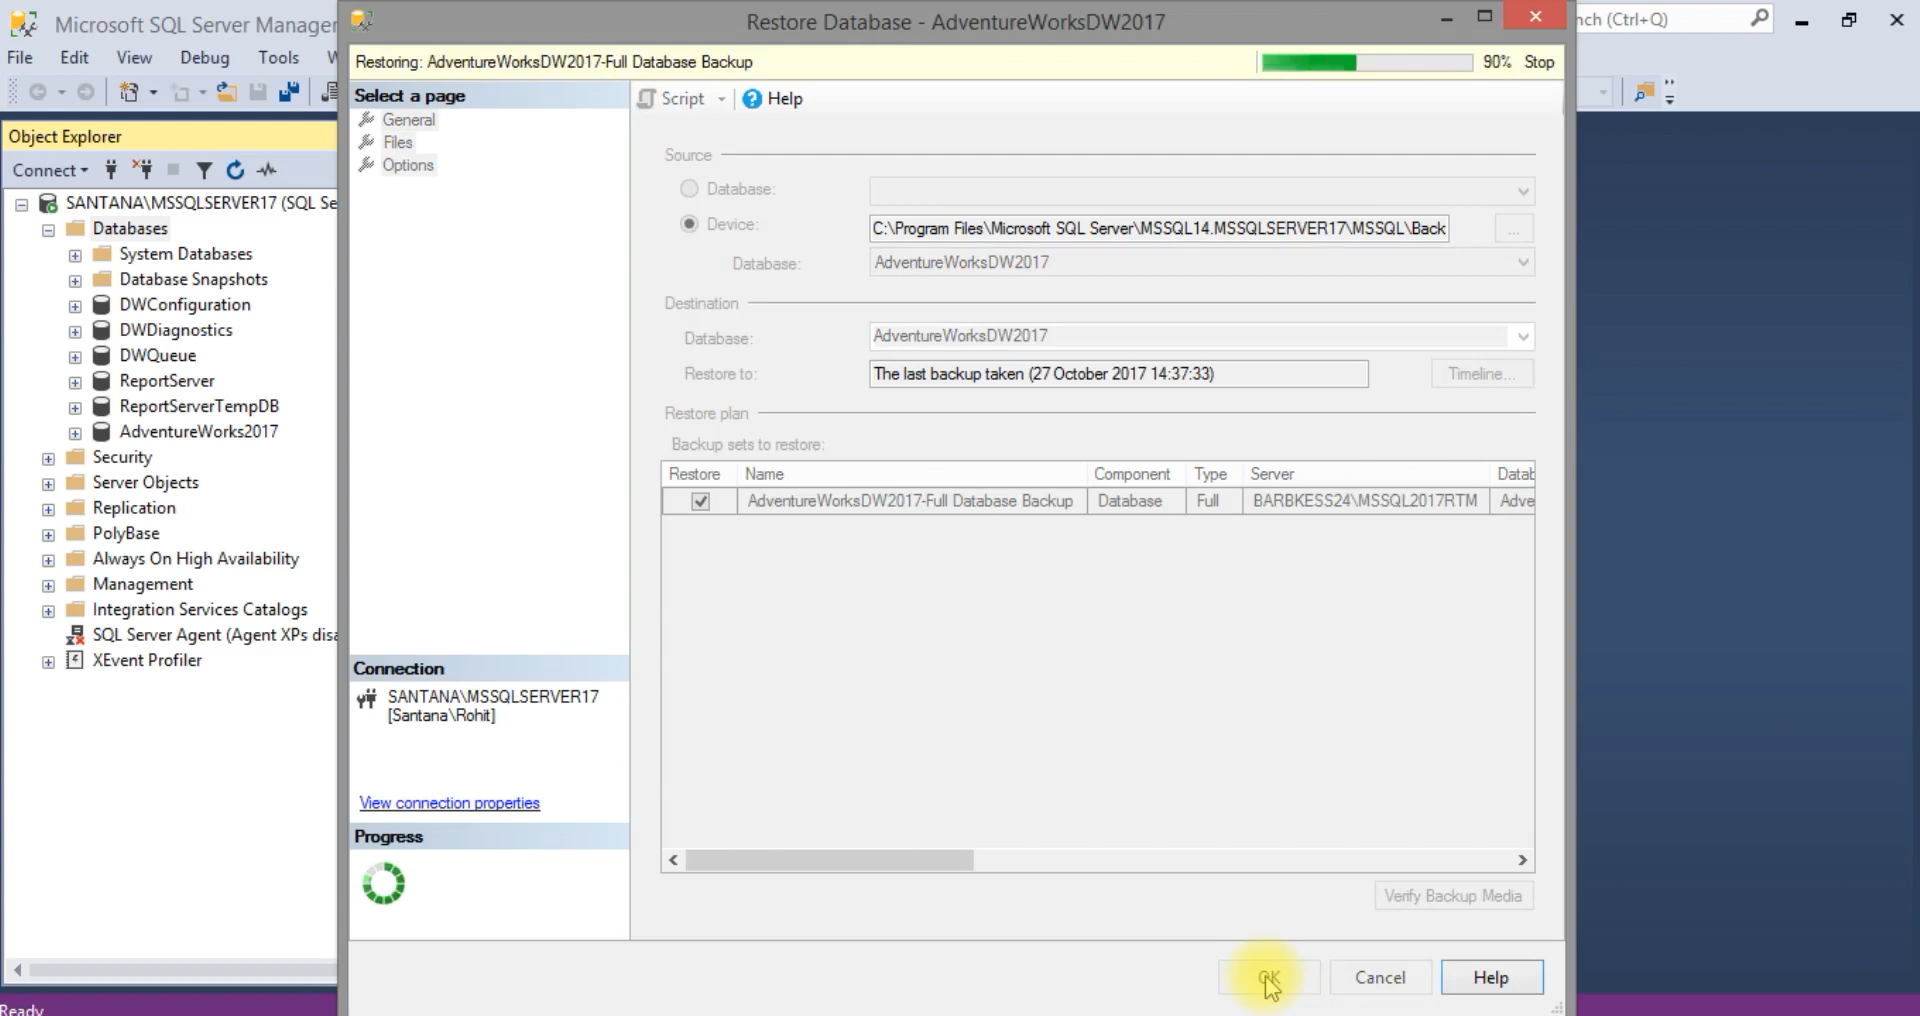 Microsoft SQL Server Manager
nch (Ctrl+Q)
File Edit View Debug Tools W
Object Explorer
Connect
SANTANA\MSSQLSERVER17 (SQL Se
Databases
System Databases
Database Snapshots
DWConfiguration
DWDiagnostics
DWQueue
ReportServer
ReportServerTempDB
AdventureWorks2017
Security
Server Objects
Replication
PolyBase
Always On High Availability
Management
Integration Services Catalogs
SQL Server Agent (Agent XPs disa
XEvent Profiler
Ready
Restore Database - AdventureWorksDW2017
Restoring: AdventureWorksDW2017-Full Database Backup 90% Stop
Select a page
General
Files
Options
Connection
SANTANA\MSSQLSERVER17
[Santana\Rohit]
View connection properties
Progress
Script Help
Source
Database:
Device: C:\Program Files\Microsoft SQL Server\MSSQL14.MSSQLSERVER17\MSSQL\Back ...
Database: AdventureWorksDW2017
Destination
Database: AdventureWorksDW2017
Restore to: The last backup taken (27 October 2017 14:37:33) Timeline...
Restore plan
Backup sets to restore:
Restore Name Component Type Server Datab
AdventureWorksDW2017-Full Database Backup Database Full BARBKESS24\MSSQL2017RTM Adve
Verify Backup Media
OK Cancel Help